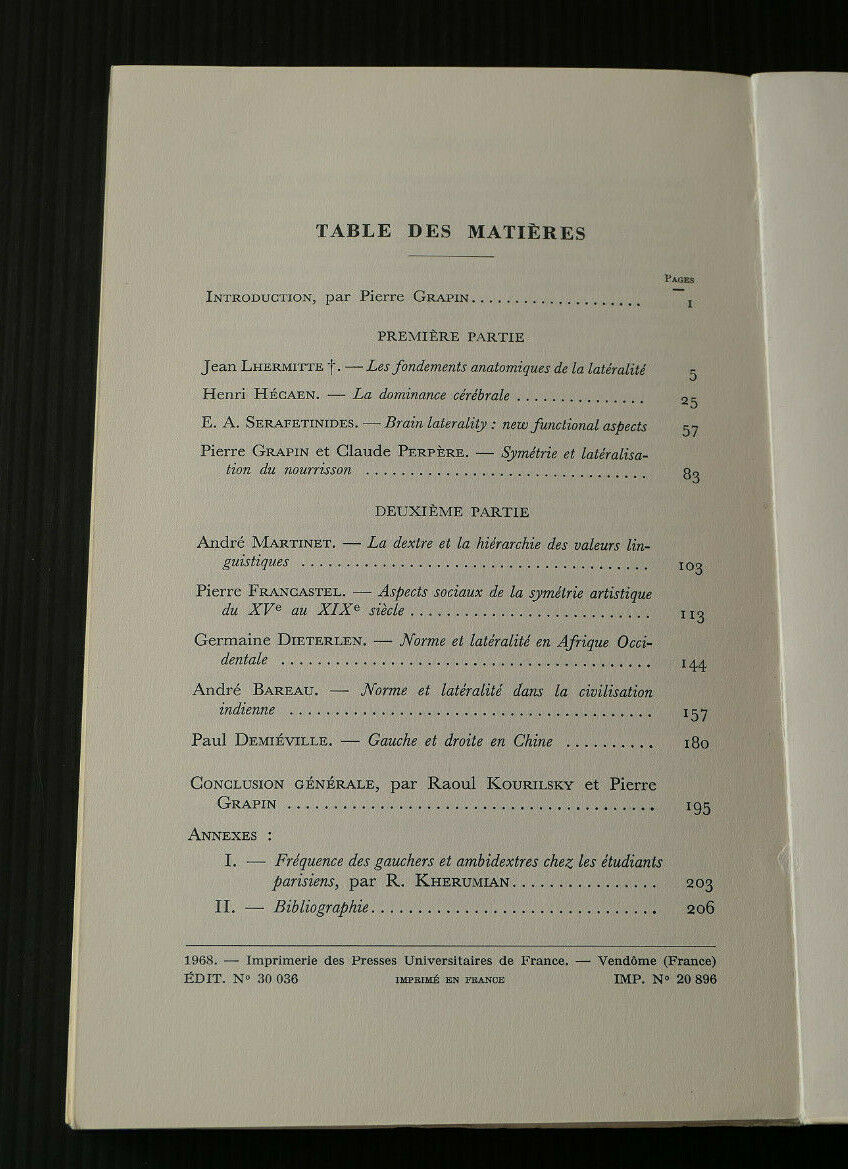 TABLE DES MATIÈRES
PAGES
INTRODUCTION, par Pierre GRAPIN.................... 1
PREMIÈRE PARTIE
Jean LHERMITTE †. — Les fondements anatomiques de la latéralité 5
Henri HÉCAEN. — La dominance cérébrale ............... 25
E. A. SERAFETINIDES. — Brain laterality : new functional aspects 57
Pierre GRAPIN et Claude PERPÈRE. — Symétrie et latéralisa-
tion du nourrisson ................................ 83
DEUXIÈME PARTIE
André MARTINET. — La dextre et la hiérarchie des valeurs lin-
guistiques ........................................ 103
Pierre FRANCASTEL. — Aspects sociaux de la symétrie artistique
du XVe au XIXe siècle ........................... 113
Germaine DIETERLEN. — Norme et latéralité en Afrique Occi-
dentale .......................................... 144
André BAREAU. — Norme et latéralité dans la civilisation
indienne ......................................... 157
Paul DEMIÉVILLE. — Gauche et droite en Chine .......... 180
CONCLUSION GÉNÉRALE, par Raoul KOURILSKY et Pierre
GRAPIN .......................................... 195
ANNEXES :
I. — Fréquence des gauchers et ambidextres chez les étudiants
parisiens, par R. KHERUMIAN................ 203
II. — Bibliographie................................ 206
1968. — Imprimerie des Presses Universitaires de France. — Vendôme (France)
ÉDIT. N° 30 036 IMPRIMÉ EN FRANCE IMP. N° 20 896